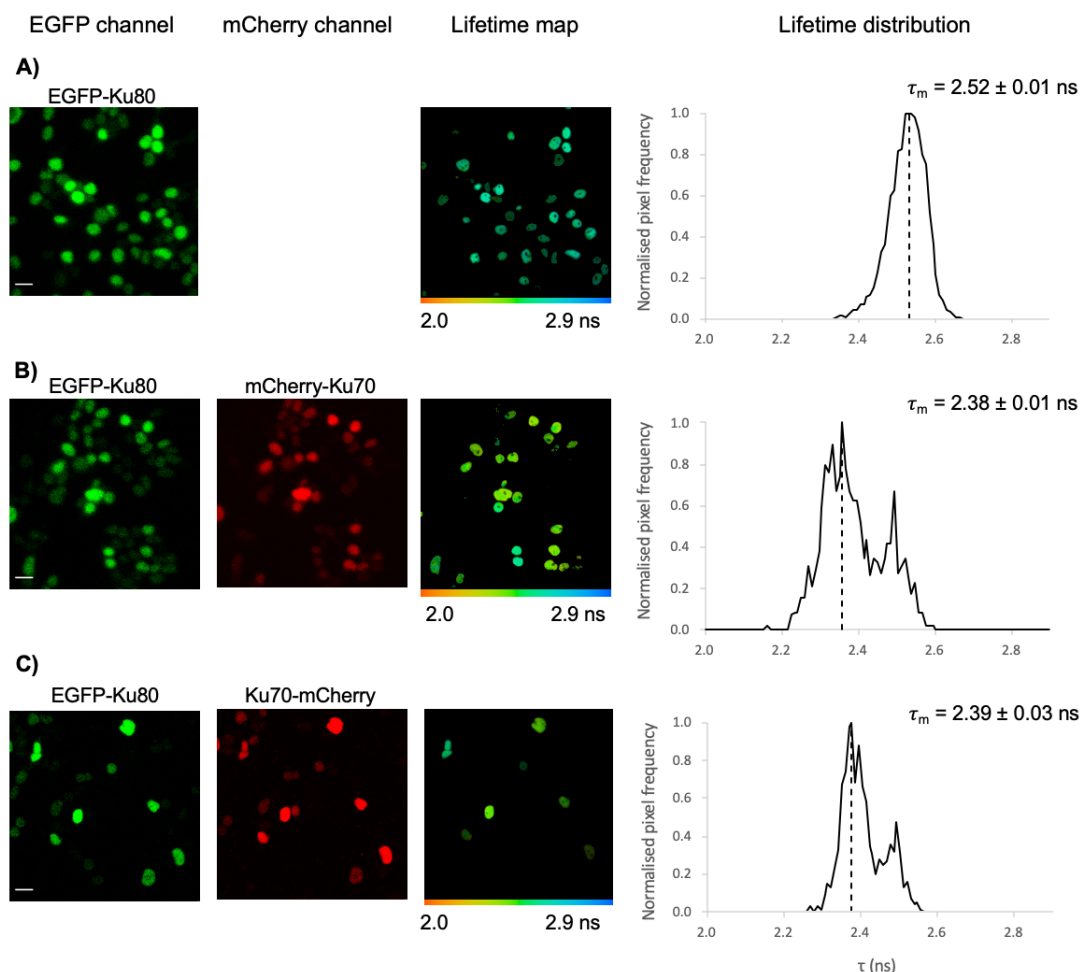 EGFP channel mCherry channel Lifetime map Lifetime distribution
A)
EGFP-Ku80
τm = 2.52 ± 0.01 ns
Normalised pixel frequency
1.0
0.8
0.6
0.4
0.2
0.0
2.0 2.2 2.4 2.6 2.8
2.0 2.9 ns
B)
EGFP-Ku80 mCherry-Ku70
τm = 2.38 ± 0.01 ns
Normalised pixel frequency
1.0
0.8
0.6
0.4
0.2
0.0
2.0 2.2 2.4 2.6 2.8
2.0 2.9 ns
C)
EGFP-Ku80 Ku70-mCherry
τm = 2.39 ± 0.03 ns
Normalised pixel frequency
1.0
0.8
0.6
0.4
0.2
0.0
2.0 2.2 2.4 2.6 2.8
2.0 2.9 ns
τ (ns)